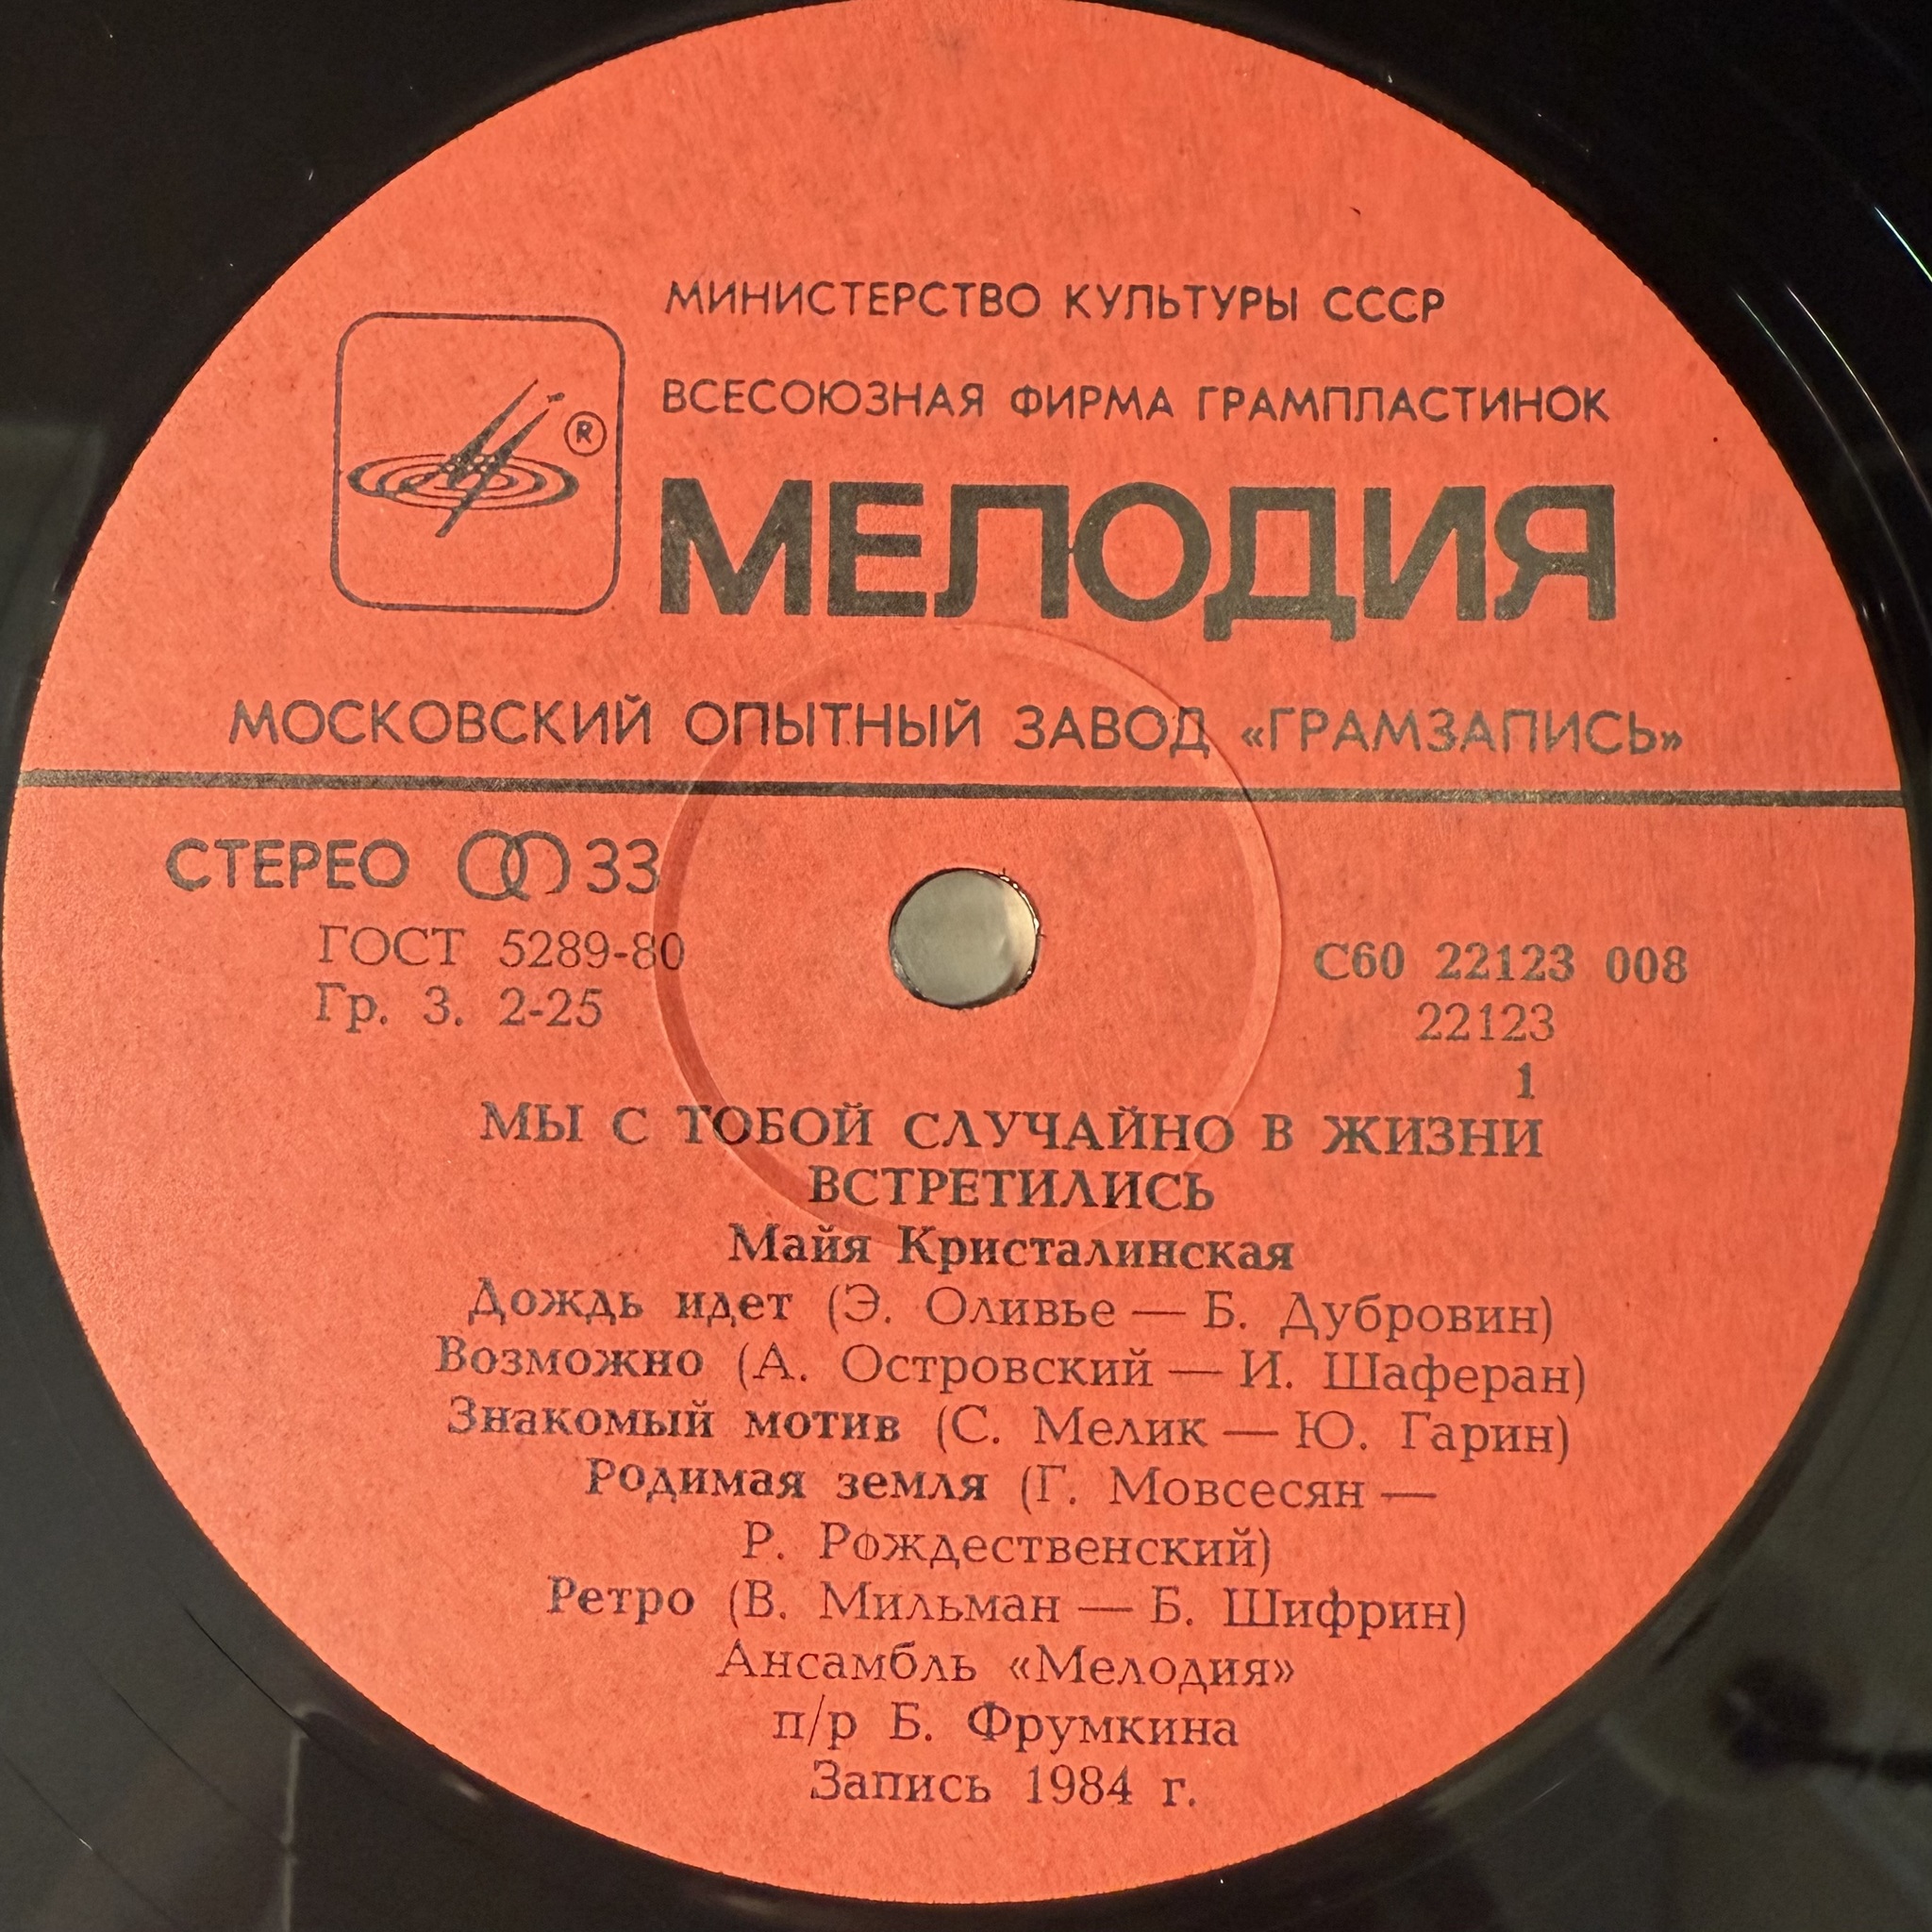 МИНИСТЕРСТВО КУЛЬТУРЫ СССР
ВСЕСОЮЗНАЯ ФИРМА ГРАМПЛАСТИНОК
®
МЕЛОДИЯ
МОСКОВСКИЙ ОПЫТНЫЙ ЗАВОД «ГРАМЗАПИСЬ»
СТЕРЕО 33
ГОСТ 5289-80
Гр. 3. 2-25
С60 22123 008
22123
1
МЫ С ТОБОЙ СЛУЧАЙНО В ЖИЗНИ
ВСТРЕТИЛИСЬ
Майя Кристалинская
Дождь идет (Э. Оливье — Б. Дубровин)
Возможно (А. Островский — И. Шаферан)
Знакомый мотив (С. Мелик — Ю. Гарин)
Родимая земля (Г. Мовсесян —
Р. Рождественский)
Ретро (В. Мильман — Б. Шифрин)
Ансамбль «Мелодия»
п/р Б. Фрумкина
Запись 1984 г.